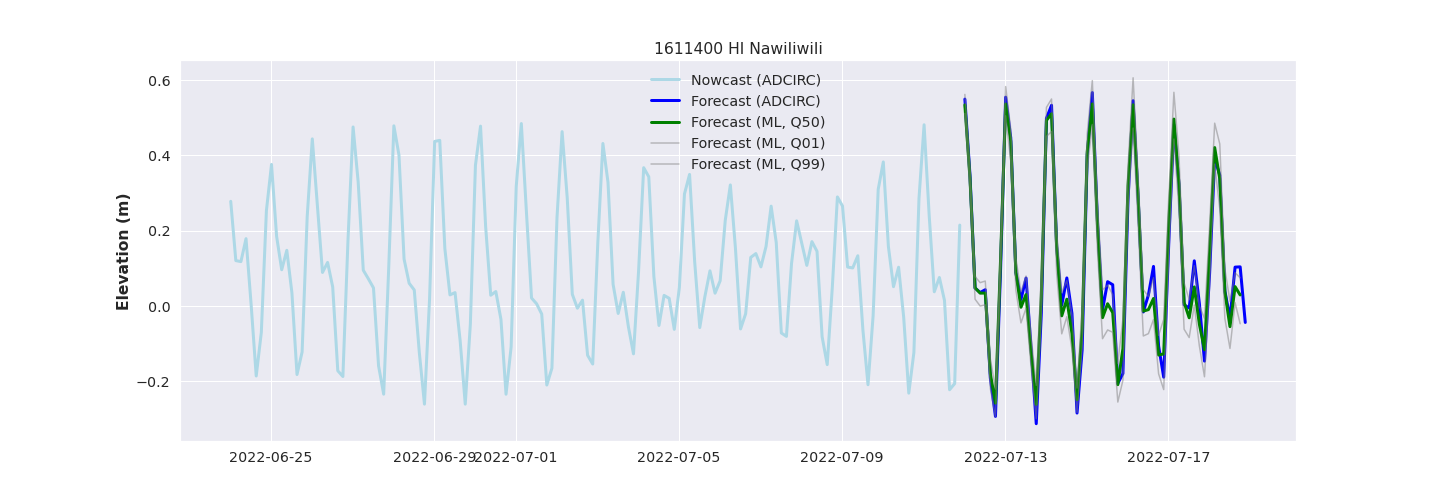 1611400 HI Nawiliwili
Nowcast (ADCIRC)
Forecast (ADCIRC)
Forecast (ML, Q50)
Forecast (ML, Q01)
Forecast (ML, Q99)
Elevation (m)
0.6
0.4
0.2
0.0
−0.2
2022-06-25
2022-06-29
2022-07-01
2022-07-05
2022-07-09
2022-07-13
2022-07-17